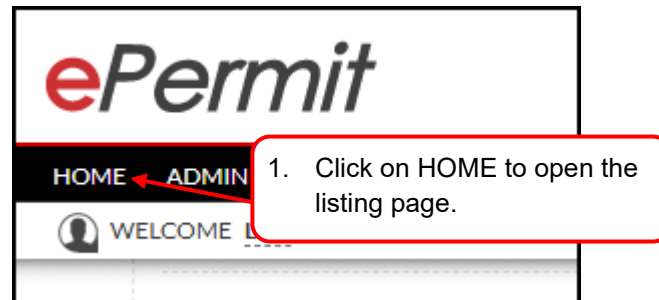 ePermit
HOME ADMIN
1. Click on HOME to open the
listing page.
WELCOME